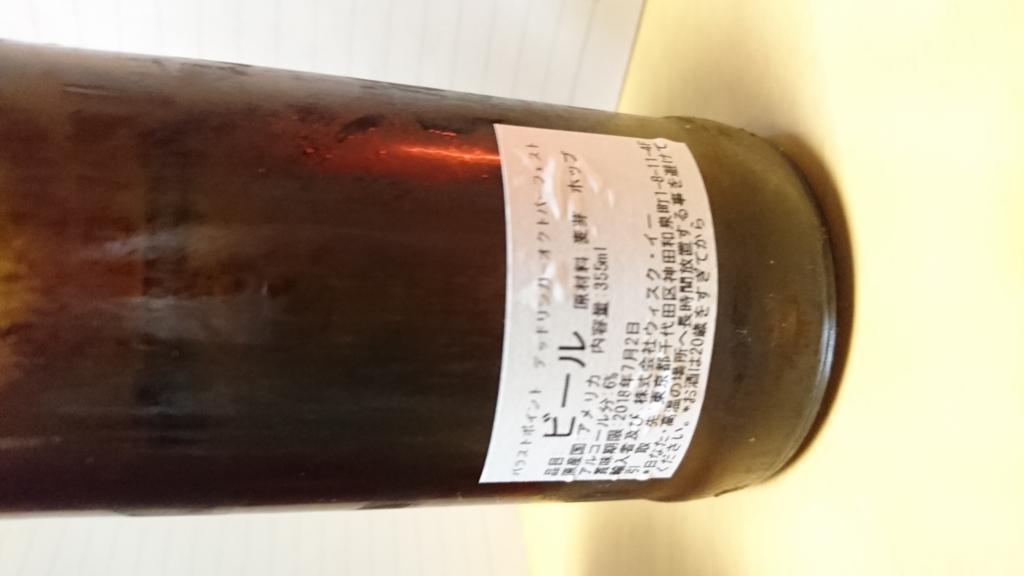 バラストポイント デッドリンガーオクトバーフェスト
品目 ビール 原材料 麦芽 ホップ
原産国:アメリカ 内容量:355ml
アルコール分:6%
賞味期限:2018年7月2日
輸入者及び 株式会社ウィスク・イー
引 取 先:東京都千代田区神田和泉町1-8-11-4F
*日なた・高温の場所へ長時間放置する事を避けて
ください。*お酒は20歳をすぎてから